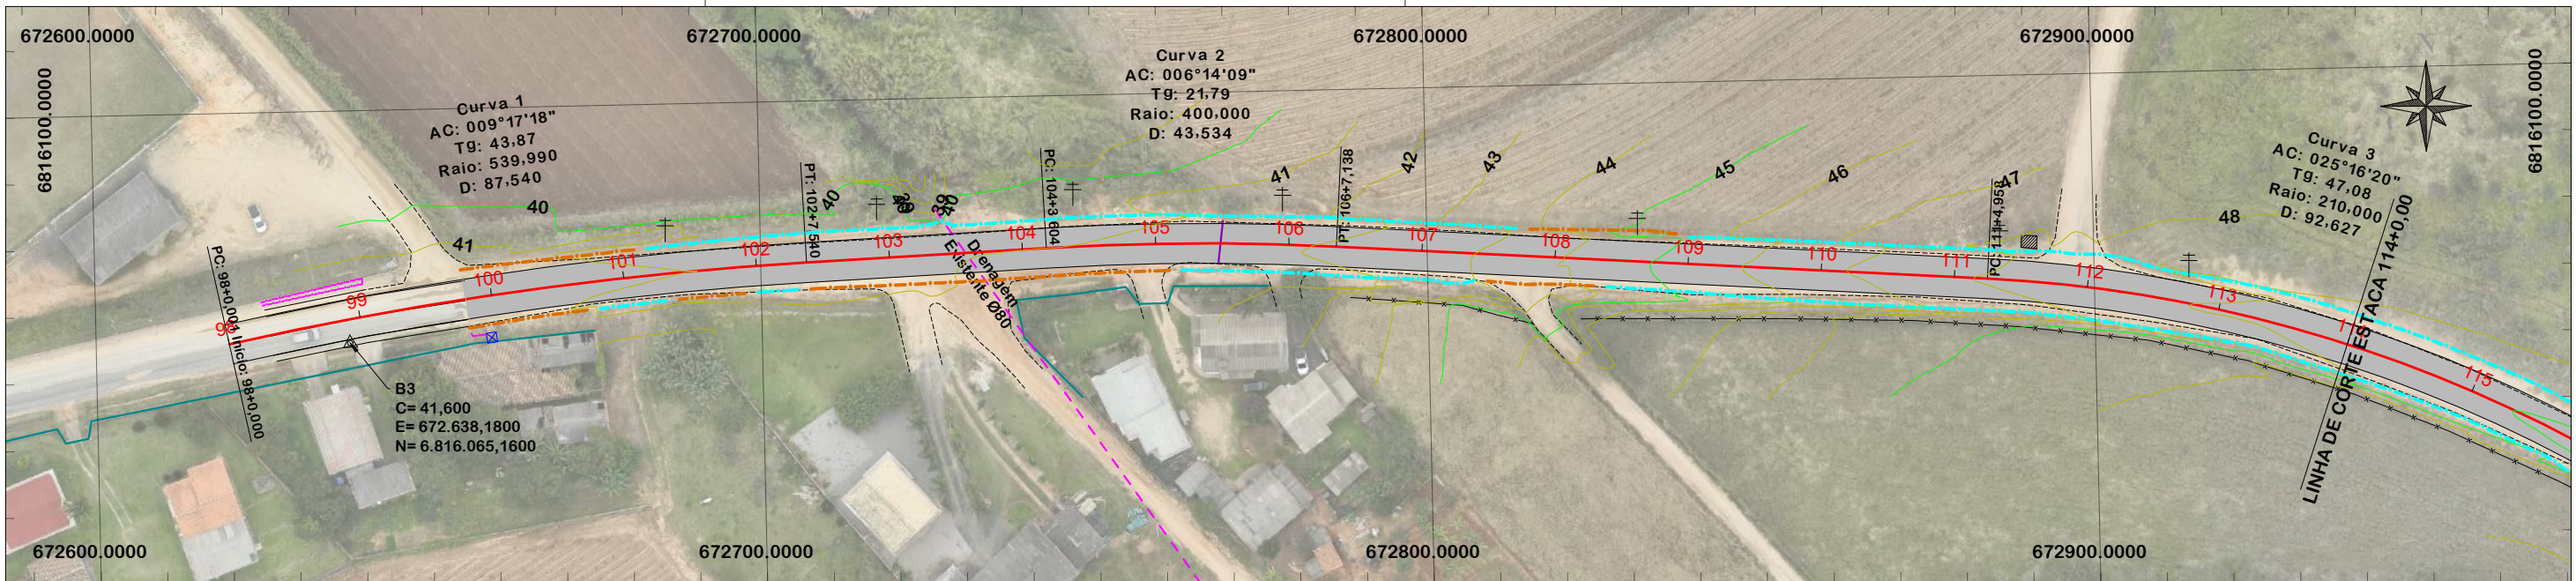 672600.0000
672700.0000
672800.0000
672900.0000
6816100.0000
6816100.0000
N
Curva 1
AC: 009°17'18"
Tg: 43,87
Raio: 539,990
D: 87,540
Curva 2
AC: 006°14'09"
Tg: 21,79
Raio: 400,000
D: 43,534
Curva 3
AC: 025°16'20"
Tg: 47,08
Raio: 210,000
D: 92,627
PC: 98+0,001
Início: 98+0,000
PT: 102+7,540
PC: 104+3,604
PT: 106+7,138
PC: 111+4,958
LINHA DE CORTE ESTACA 114+0,00
40
41
40
39
40
39
40
41
42
43
44
45
46
47
48
98
99
100
101
102
103
104
105
106
107
108
109
110
111
112
113
115
Drenagem
Existente Ø80
B3
C= 41,600
E= 672.638,1800
N= 6.816.065,1600
672600.0000
672700.0000
672800.0000
672900.0000